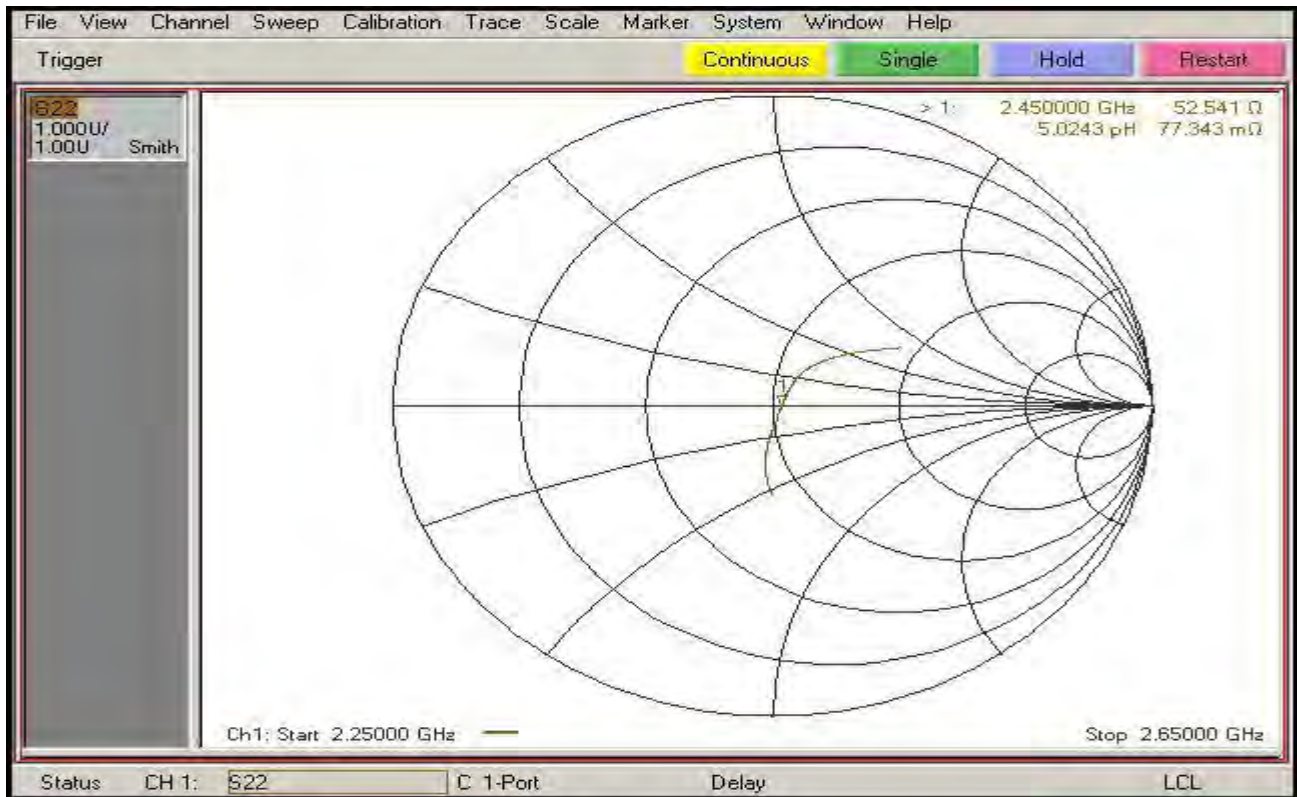 File View Channel Sweep Calibration Trace Scale Marker System Window Help
Trigger Continuous Single Hold Restart
S22
1.000U/
1.00U Smith
> 1: 2.450000 GHz 52.541 Ω
5.0243 pH 77.343 mΩ
Ch1: Start 2.25000 GHz Stop 2.65000 GHz
Status CH 1: S22 C 1-Port Delay LCL